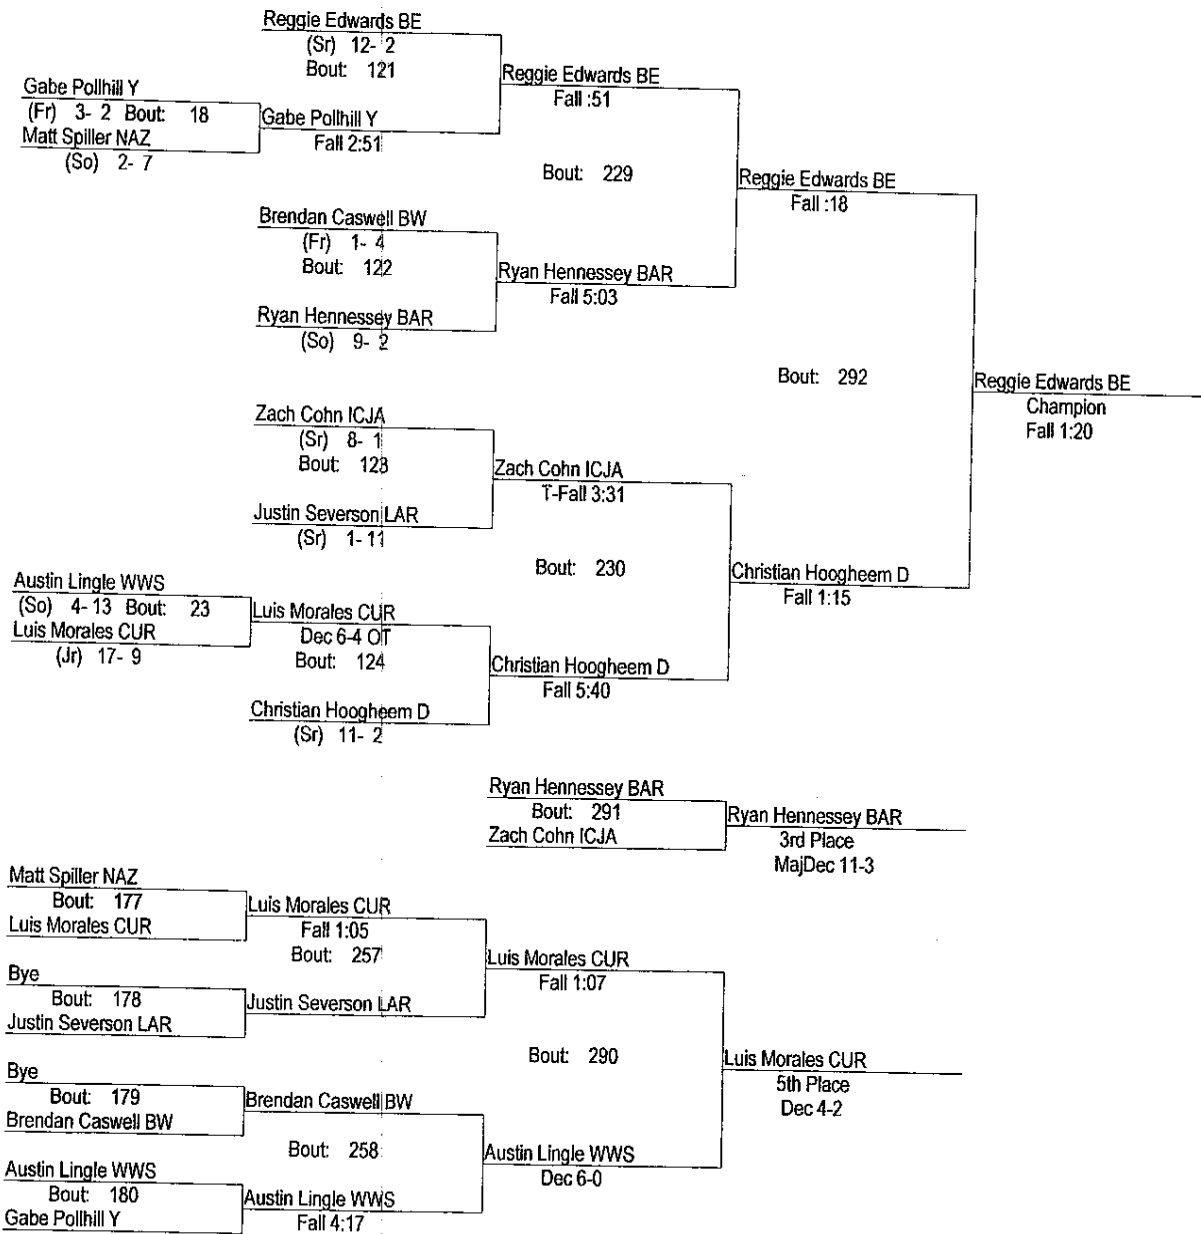 Reggie Edwards BE
(Sr) 12- 2
Bout: 121
Gabe Pollhill Y
(Fr) 3- 2 Bout: 18
Matt Spiller NAZ
(So) 2- 7
Gabe Pollhill Y
Fall 2:51
Reggie Edwards BE
Fall :51
Bout: 229
Brendan Caswell BW
(Fr) 1- 4
Bout: 122
Ryan Hennessey BAR
(So) 9- 2
Ryan Hennessey BAR
Fall 5:03
Reggie Edwards BE
Fall :18
Bout: 292
Reggie Edwards BE
Champion
Fall 1:20
Zach Cohn ICJA
(Sr) 8- 1
Bout: 123
Justin Severson LAR
(Sr) 1- 11
Zach Cohn ICJA
T-Fall 3:31
Bout: 230
Austin Lingle WWS
(So) 4- 13 Bout: 23
Luis Morales CUR
(Jr) 17- 9
Luis Morales CUR
Dec 6-4 OT
Bout: 124
Christian Hoogheem D
(Sr) 11- 2
Christian Hoogheem D
Fall 5:40
Christian Hoogheem D
Fall 1:15
Ryan Hennessey BAR
Bout: 291
Zach Cohn ICJA
Ryan Hennessey BAR
3rd Place
MajDec 11-3
Matt Spiller NAZ
Bout: 177
Luis Morales CUR
Luis Morales CUR
Fall 1:05
Bout: 257
Bye
Bout: 178
Justin Severson LAR
Justin Severson LAR
Luis Morales CUR
Fall 1:07
Bout: 290
Bye
Bout: 179
Brendan Caswell BW
Brendan Caswell BW
Bout: 258
Austin Lingle WWS
Bout: 180
Gabe Pollhill Y
Austin Lingle WWS
Fall 4:17
Austin Lingle WWS
Dec 6-0
Luis Morales CUR
5th Place
Dec 4-2